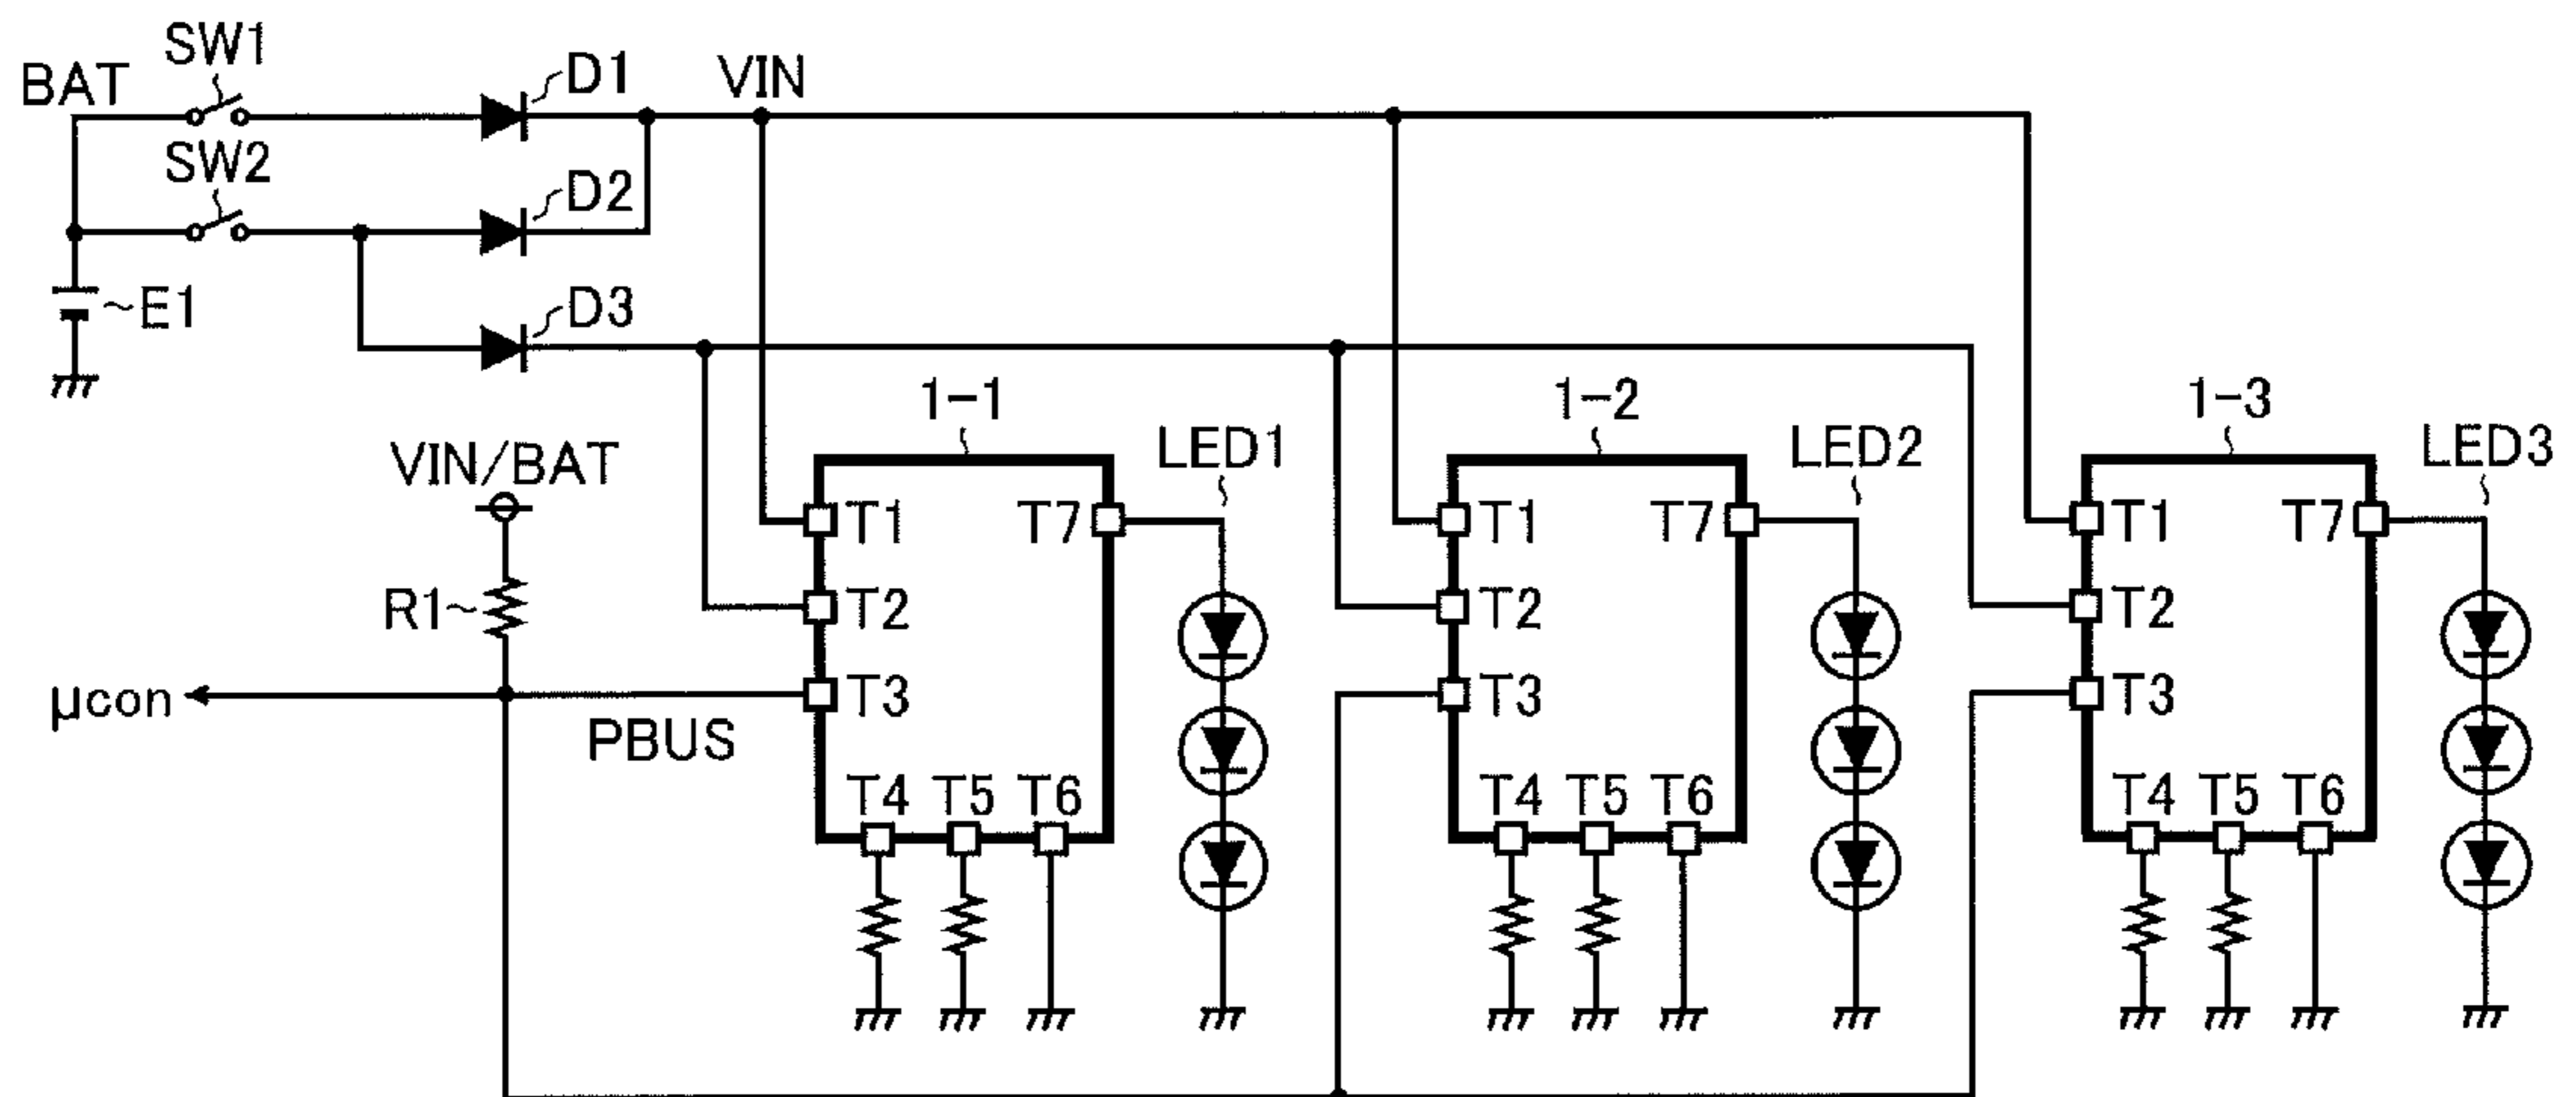 BAT
SW1
D1
VIN
SW2
D2
E1
D3
VIN/BAT
R1
μcon
PBUS
1-1
T1
T2
T3
T4 T5 T6
T7
LED1
1-2
T1
T2
T3
T4 T5 T6
T7
LED2
1-3
T1
T2
T3
T4 T5 T6
T7
LED3